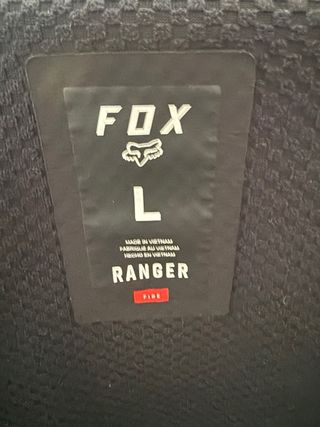 FOX
L
MADE IN VIETNAM
FABRIQUÉ AU VIETNAM
HECHO EN VIETNAM
RANGER
FIRE